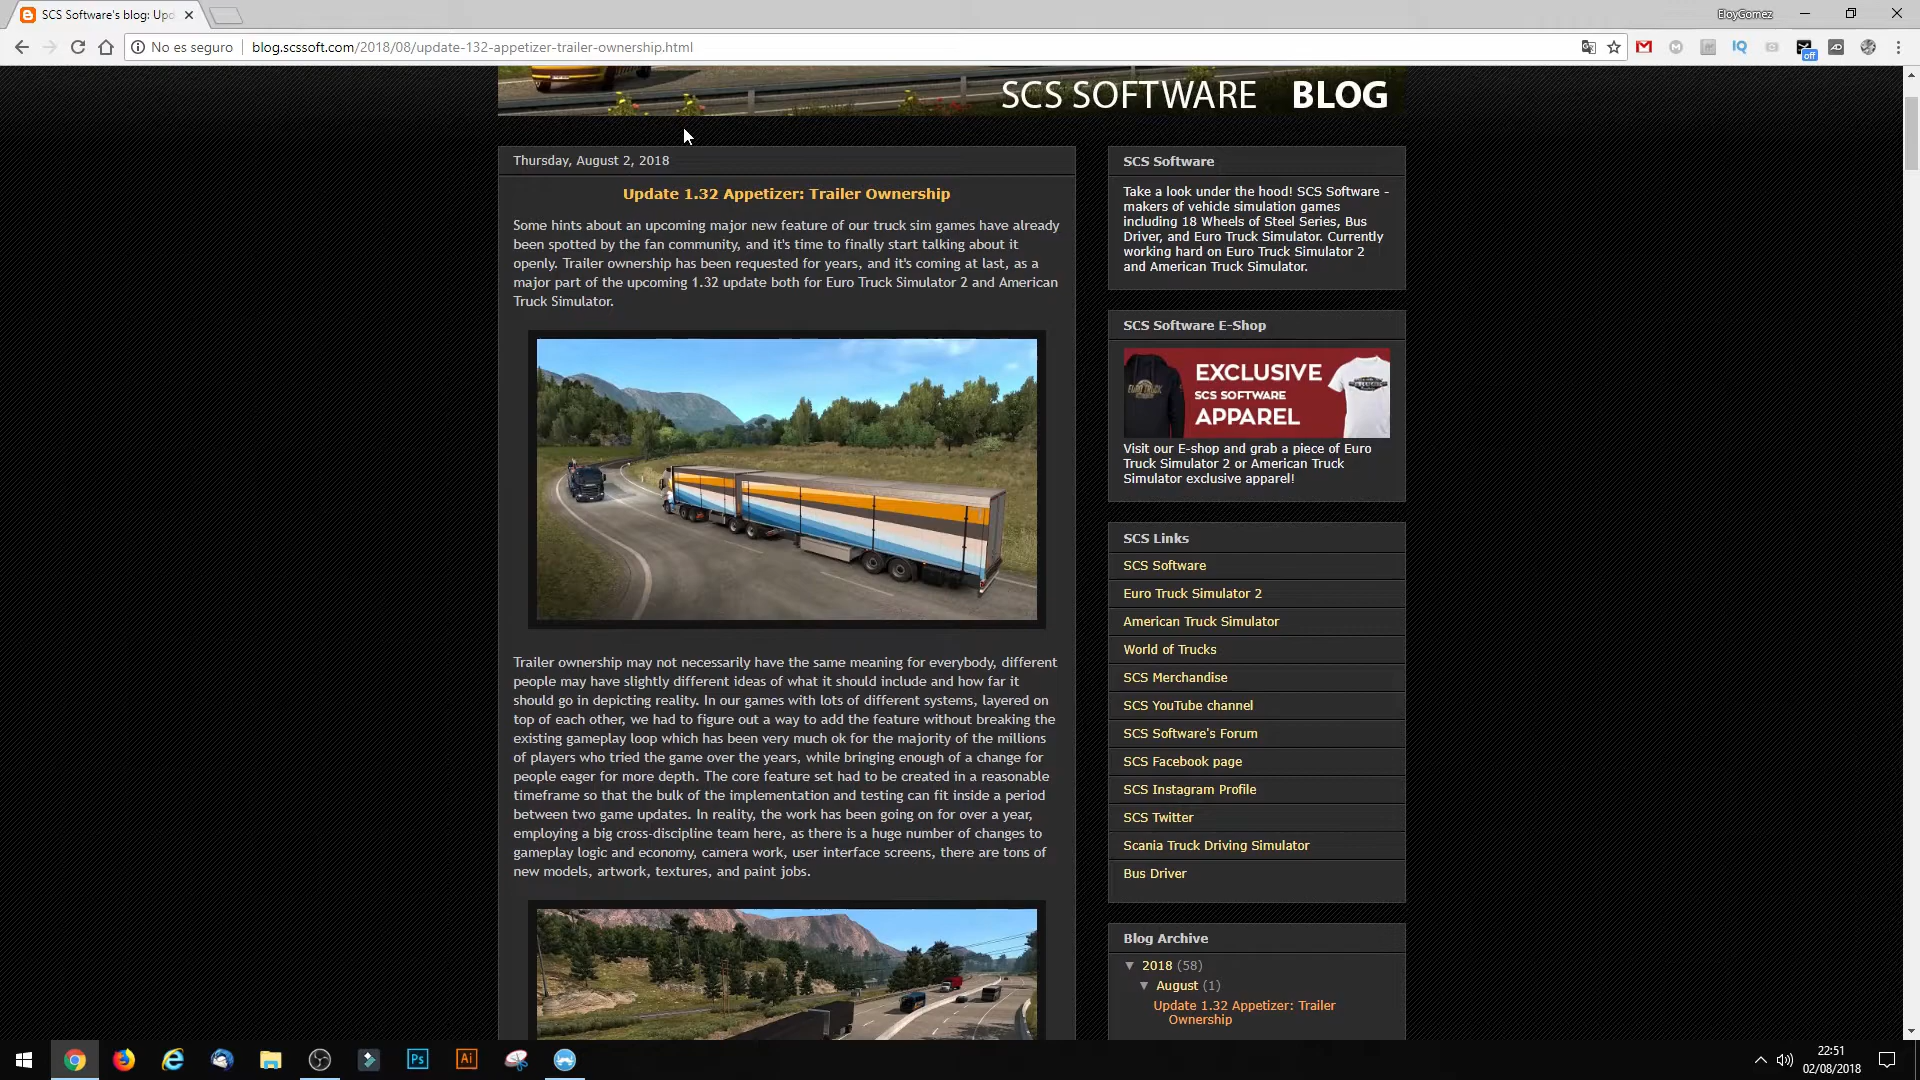 SCS Software's blog: Upd
EloyGomez
No es seguro
blog.scssoft.com/2018/08/update-132-appetizer-trailer-ownership.html
IQ
off
SCS SOFTWARE BLOG
Thursday, August 2, 2018
Update 1.32 Appetizer: Trailer Ownership
Some hints about an upcoming major new feature of our truck sim games have already
been spotted by the fan community, and it's time to finally start talking about it
openly. Trailer ownership has been requested for years, and it's coming at last, as a
major part of the upcoming 1.32 update both for Euro Truck Simulator 2 and American
Truck Simulator.
Trailer ownership may not necessarily have the same meaning for everybody, different
people may have slightly different ideas of what it should include and how far it
should go in depicting reality. In our games with lots of different systems, layered on
top of each other, we had to figure out a way to add the feature without breaking the
existing gameplay loop which has been very much ok for the majority of the millions
of players who tried the game over the years, while bringing enough of a change for
people eager for more depth. The core feature set had to be created in a reasonable
timeframe so that the bulk of the implementation and testing can fit inside a period
between two game updates. In reality, the work has been going on for over a year,
employing a big cross-discipline team here, as there is a huge number of changes to
gameplay logic and economy, camera work, user interface screens, there are tons of
new models, artwork, textures, and paint jobs.
SCS Software
Take a look under the hood! SCS Software -
makers of vehicle simulation games
including 18 Wheels of Steel Series, Bus
Driver, and Euro Truck Simulator. Currently
working hard on Euro Truck Simulator 2
and American Truck Simulator.
SCS Software E-Shop
EXCLUSIVE
SCS SOFTWARE
APPAREL
Visit our E-shop and grab a piece of Euro
Truck Simulator 2 or American Truck
Simulator exclusive apparel!
SCS Links
SCS Software
Euro Truck Simulator 2
American Truck Simulator
World of Trucks
SCS Merchandise
SCS YouTube channel
SCS Software's Forum
SCS Facebook page
SCS Instagram Profile
SCS Twitter
Scania Truck Driving Simulator
Bus Driver
Blog Archive
▼ 2018 (58)
▼ August (1)
Update 1.32 Appetizer: Trailer
Ownership
Ps
Ai
22:51
02/08/2018